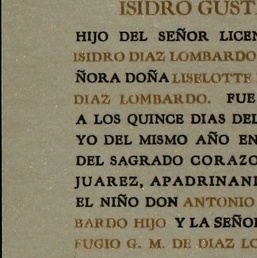 ISIDRO GUST
HIJO DEL SEÑOR LICEN
ISIDRO DIAZ LOMBARDO
ÑORA DOÑA LISELOTTE
DIAZ LOMBARDO. FUE
A LOS QUINCE DIAS DEL
YO DEL MISMO AÑO EN
DEL SAGRADO CORAZO
JUAREZ, APADRINAN
EL NIÑO DON ANTONIO
BARDO HIJO Y LA SEÑO
FUGIO G. M. DE DIAZ LO